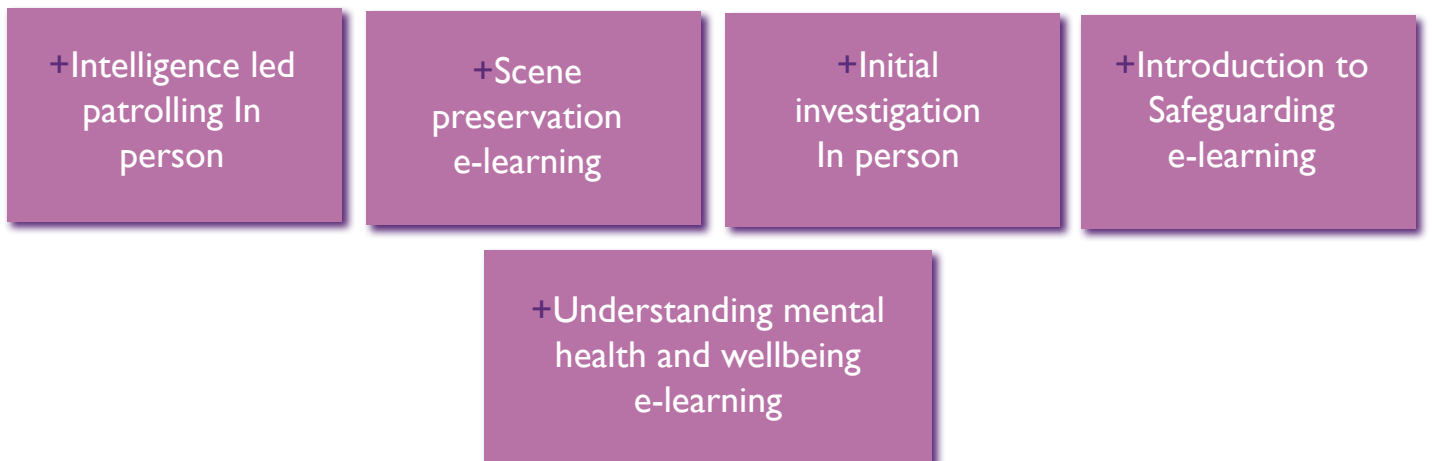 +Intelligence led
patrolling In
person
+Scene
preservation
e-learning
+Initial
investigation
In person
+Introduction to
Safeguarding
e-learning
+Understanding mental
health and wellbeing
e-learning